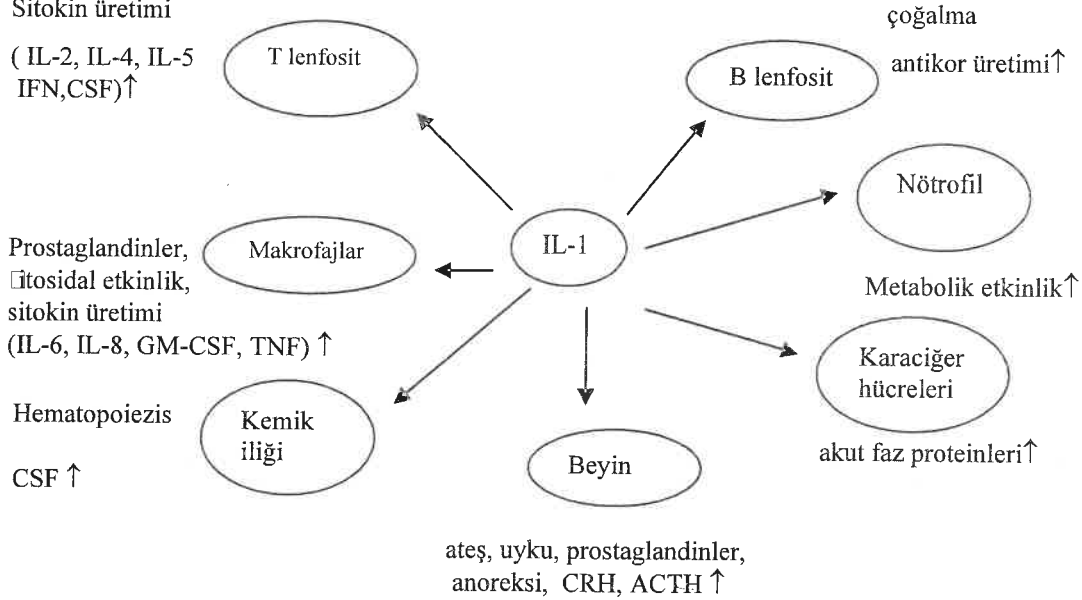 Sitokin üretimi
( IL-2, IL-4, IL-5
IFN,CSF)↑
T lenfosit
çoğalma
antikor üretimi↑
B lenfosit
Nötrofil
Metabolik etkinlik↑
IL-1
Makrofajlar
Prostaglandinler,
etkinlik,
sitokin üretimi
(IL-6, IL-8, GM-CSF, TNF) ↑
Karaciğer
hücreleri
akut faz proteinleri↑
Hematopoiezis
CSF ↑
Kemik
iliği
Beyin
ateş, uyku, prostaglandinler,
anoreksi, CRH, ACTH ↑